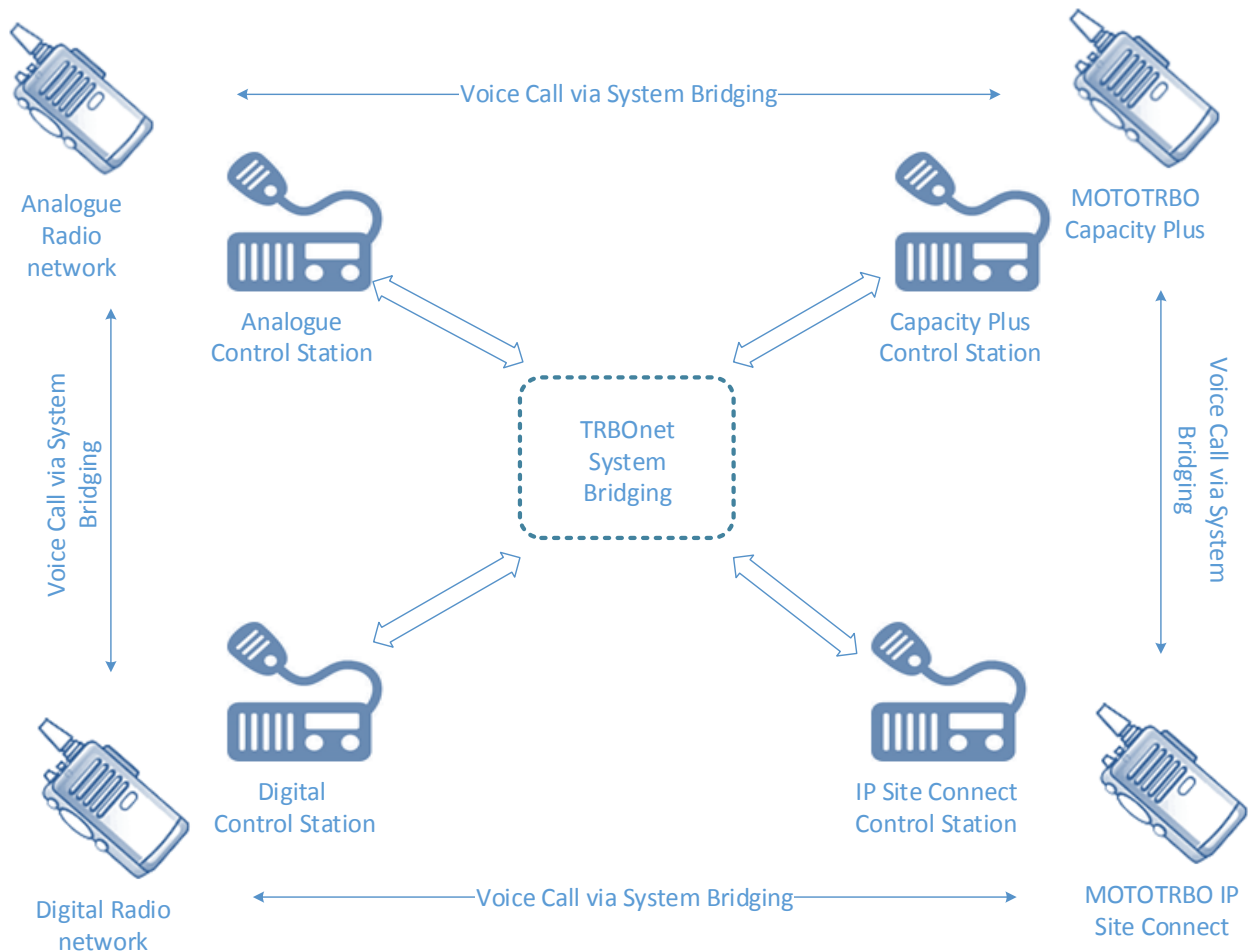 Voice Call via System Bridging
Analogue
Radio
network
MOTOTRBO
Capacity Plus
Analogue
Control Station
Capacity Plus
Control Station
Voice Call via System
Bridging
TRBOnet
System
Bridging
Voice Call via System
Bridging
Digital
Control Station
IP Site Connect
Control Station
Digital Radio
network
Voice Call via System Bridging
MOTOTRBO IP
Site Connect